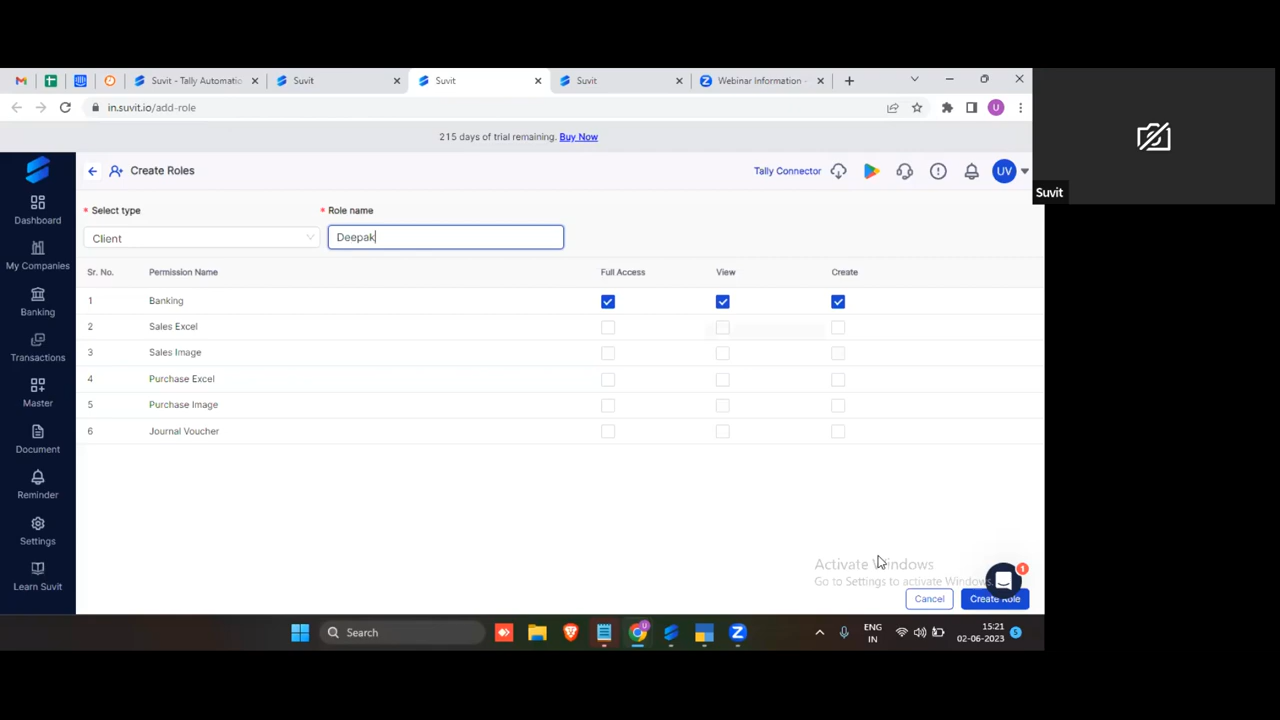 Suvit - Tally Automatic
Suvit
Suvit
Suvit
Webinar Information -
in.suvit.io/add-role
215 days of trial remaining. Buy Now
Create Roles
Tally Connector
UV
Suvit
Dashboard
My Companies
Banking
Transactions
Master
Document
Reminder
Settings
Learn Suvit
* Select type
* Role name
Client
Deepak
Sr. No. Permission Name Full Access View Create
1 Banking
2 Sales Excel
3 Sales Image
4 Purchase Excel
5 Purchase Image
6 Journal Voucher
Activate Windows
Go to Settings to activate Windows.
1
Cancel
Create Role
Search
ENG
IN
15:21
02-06-2023